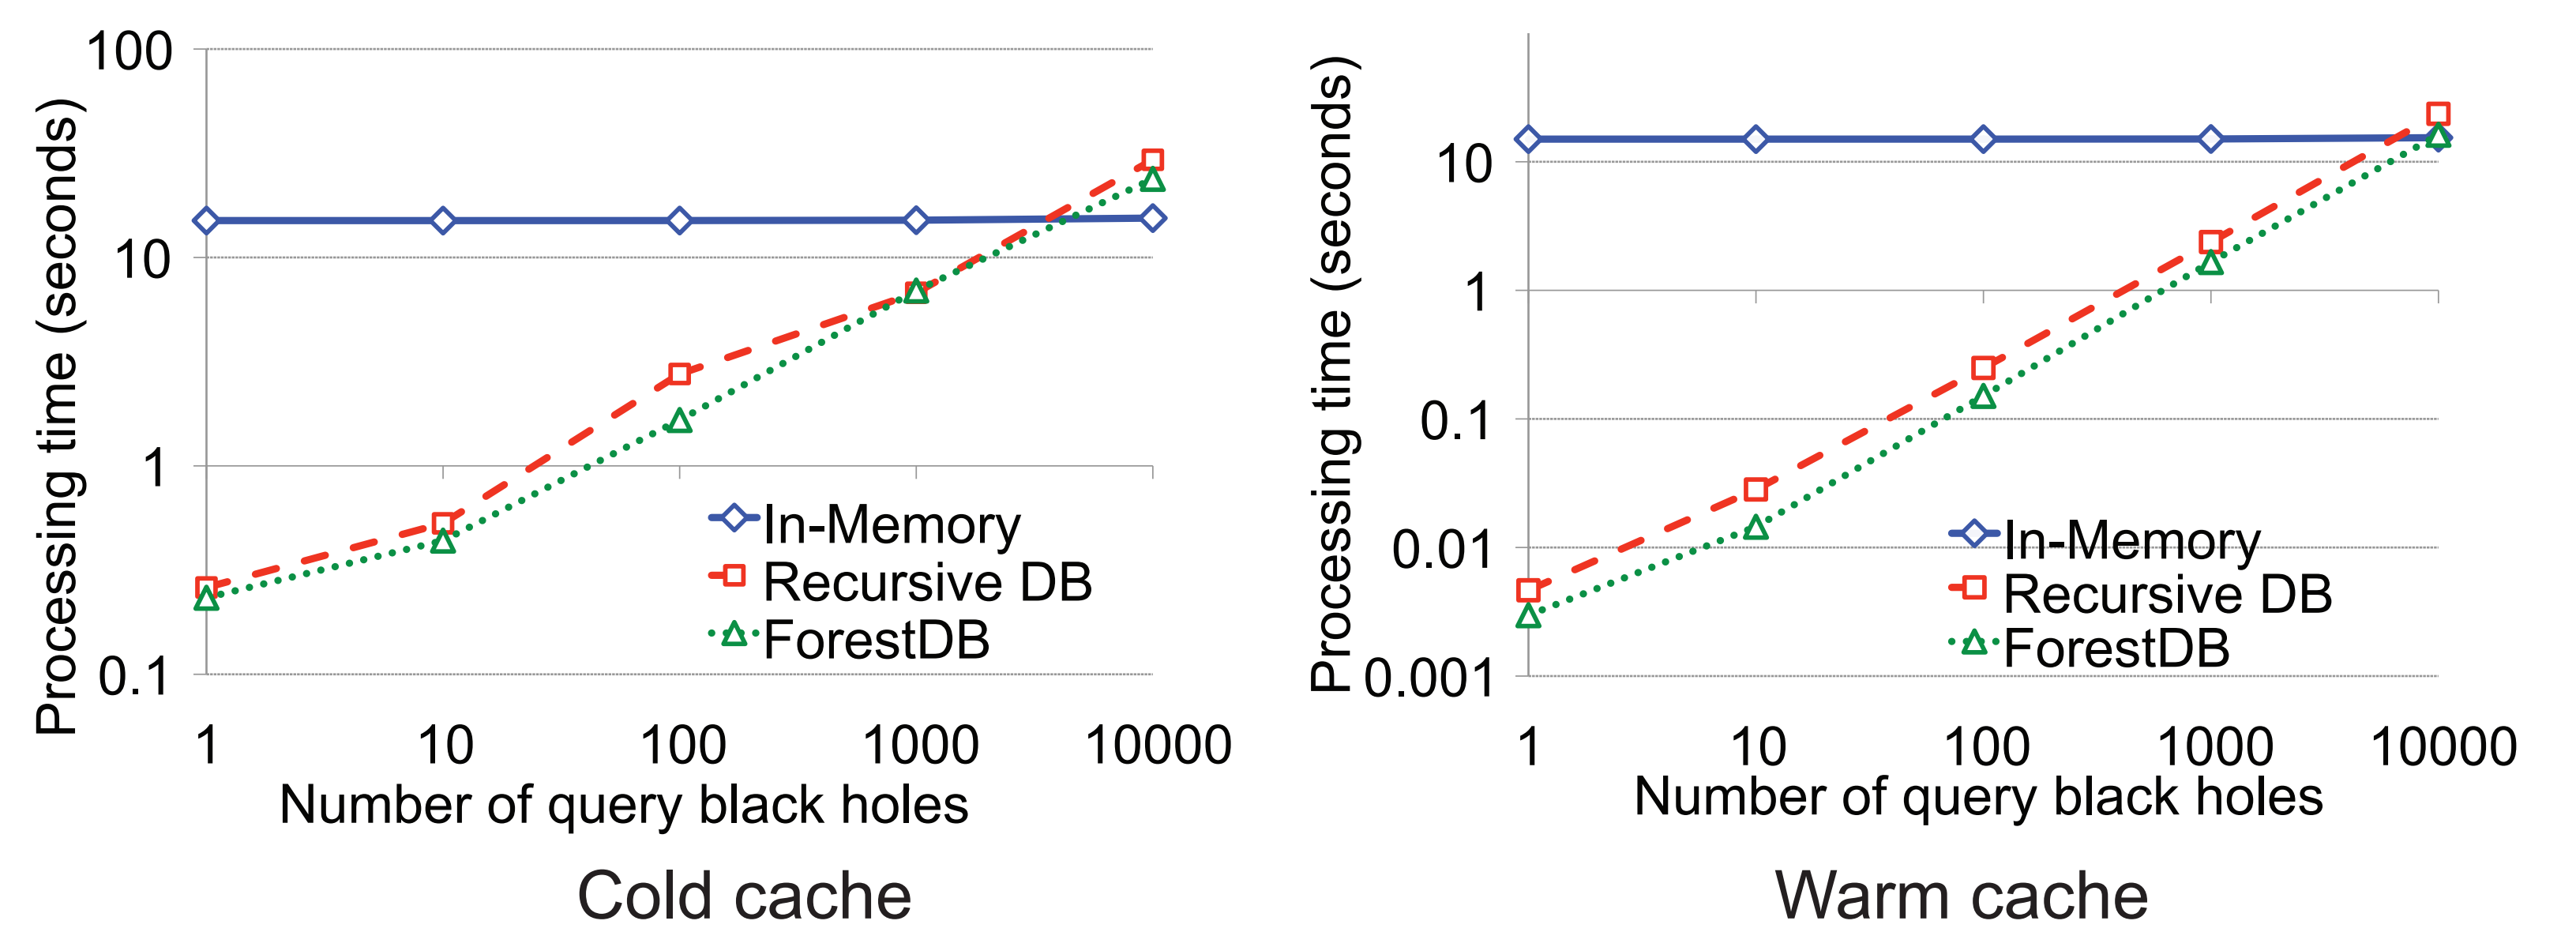 Processing time (seconds)
100
10
1
0.1
In-Memory
Recursive DB
ForestDB
1 10 100 1000 10000
Number of query black holes
Cold cache
Processing time (seconds)
10
1
0.1
0.01
0.001
In-Memory
Recursive DB
ForestDB
1 10 100 1000 10000
Number of query black holes
Warm cache